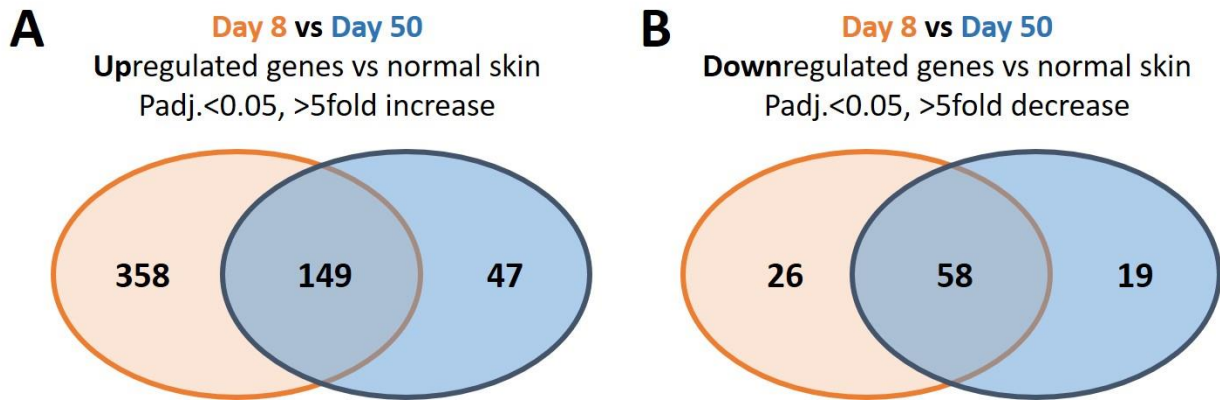 A
Day 8 vs Day 50
Upregulated genes vs normal skin
Padj.<0.05, >5fold increase
358
149
47
B
Day 8 vs Day 50
Downregulated genes vs normal skin
Padj.<0.05, >5fold decrease
26
58
19